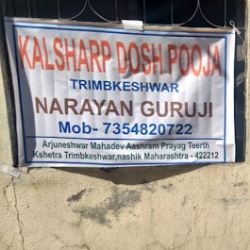 KALSHARP DOSH POOJA
TRIMBKESHWAR
NARAYAN GURUJI
Mob- 7354820722
Arjuneshwar Mahadev Aashram Prayag Teerth
Kshetra Trimbkeshwar,nashik Maharashtra - 422212